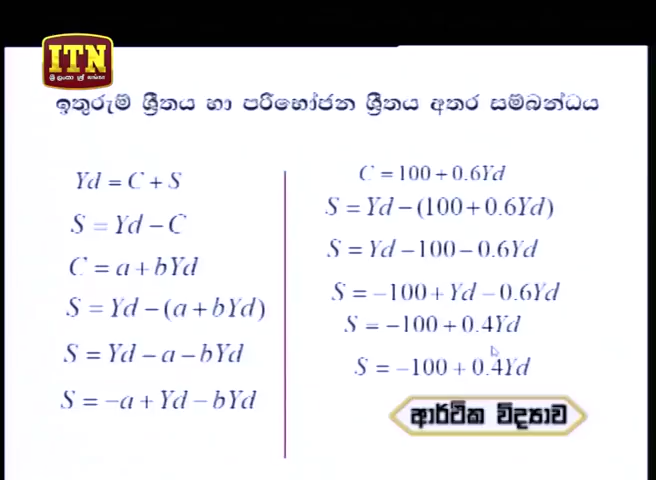 ITN
ශ්‍රී ලංකා ශ්‍රී සභාව
ඉතුරුම් ශ්‍රිතය හා පරිභෝජන ශ්‍රිතය අතර සම්බන්ධය
Yd = C + S
S = Yd − C
C = a + bYd
S = Yd − (a + bYd)
S = Yd − a − bYd
S = −a + Yd − bYd
C = 100 + 0.6Yd
S = Yd − (100 + 0.6Yd)
S = Yd − 100 − 0.6Yd
S = −100 + Yd − 0.6Yd
S = −100 + 0.4Yd
S = −100 + 0.4Yd
ආර්ථික විද්‍යාව